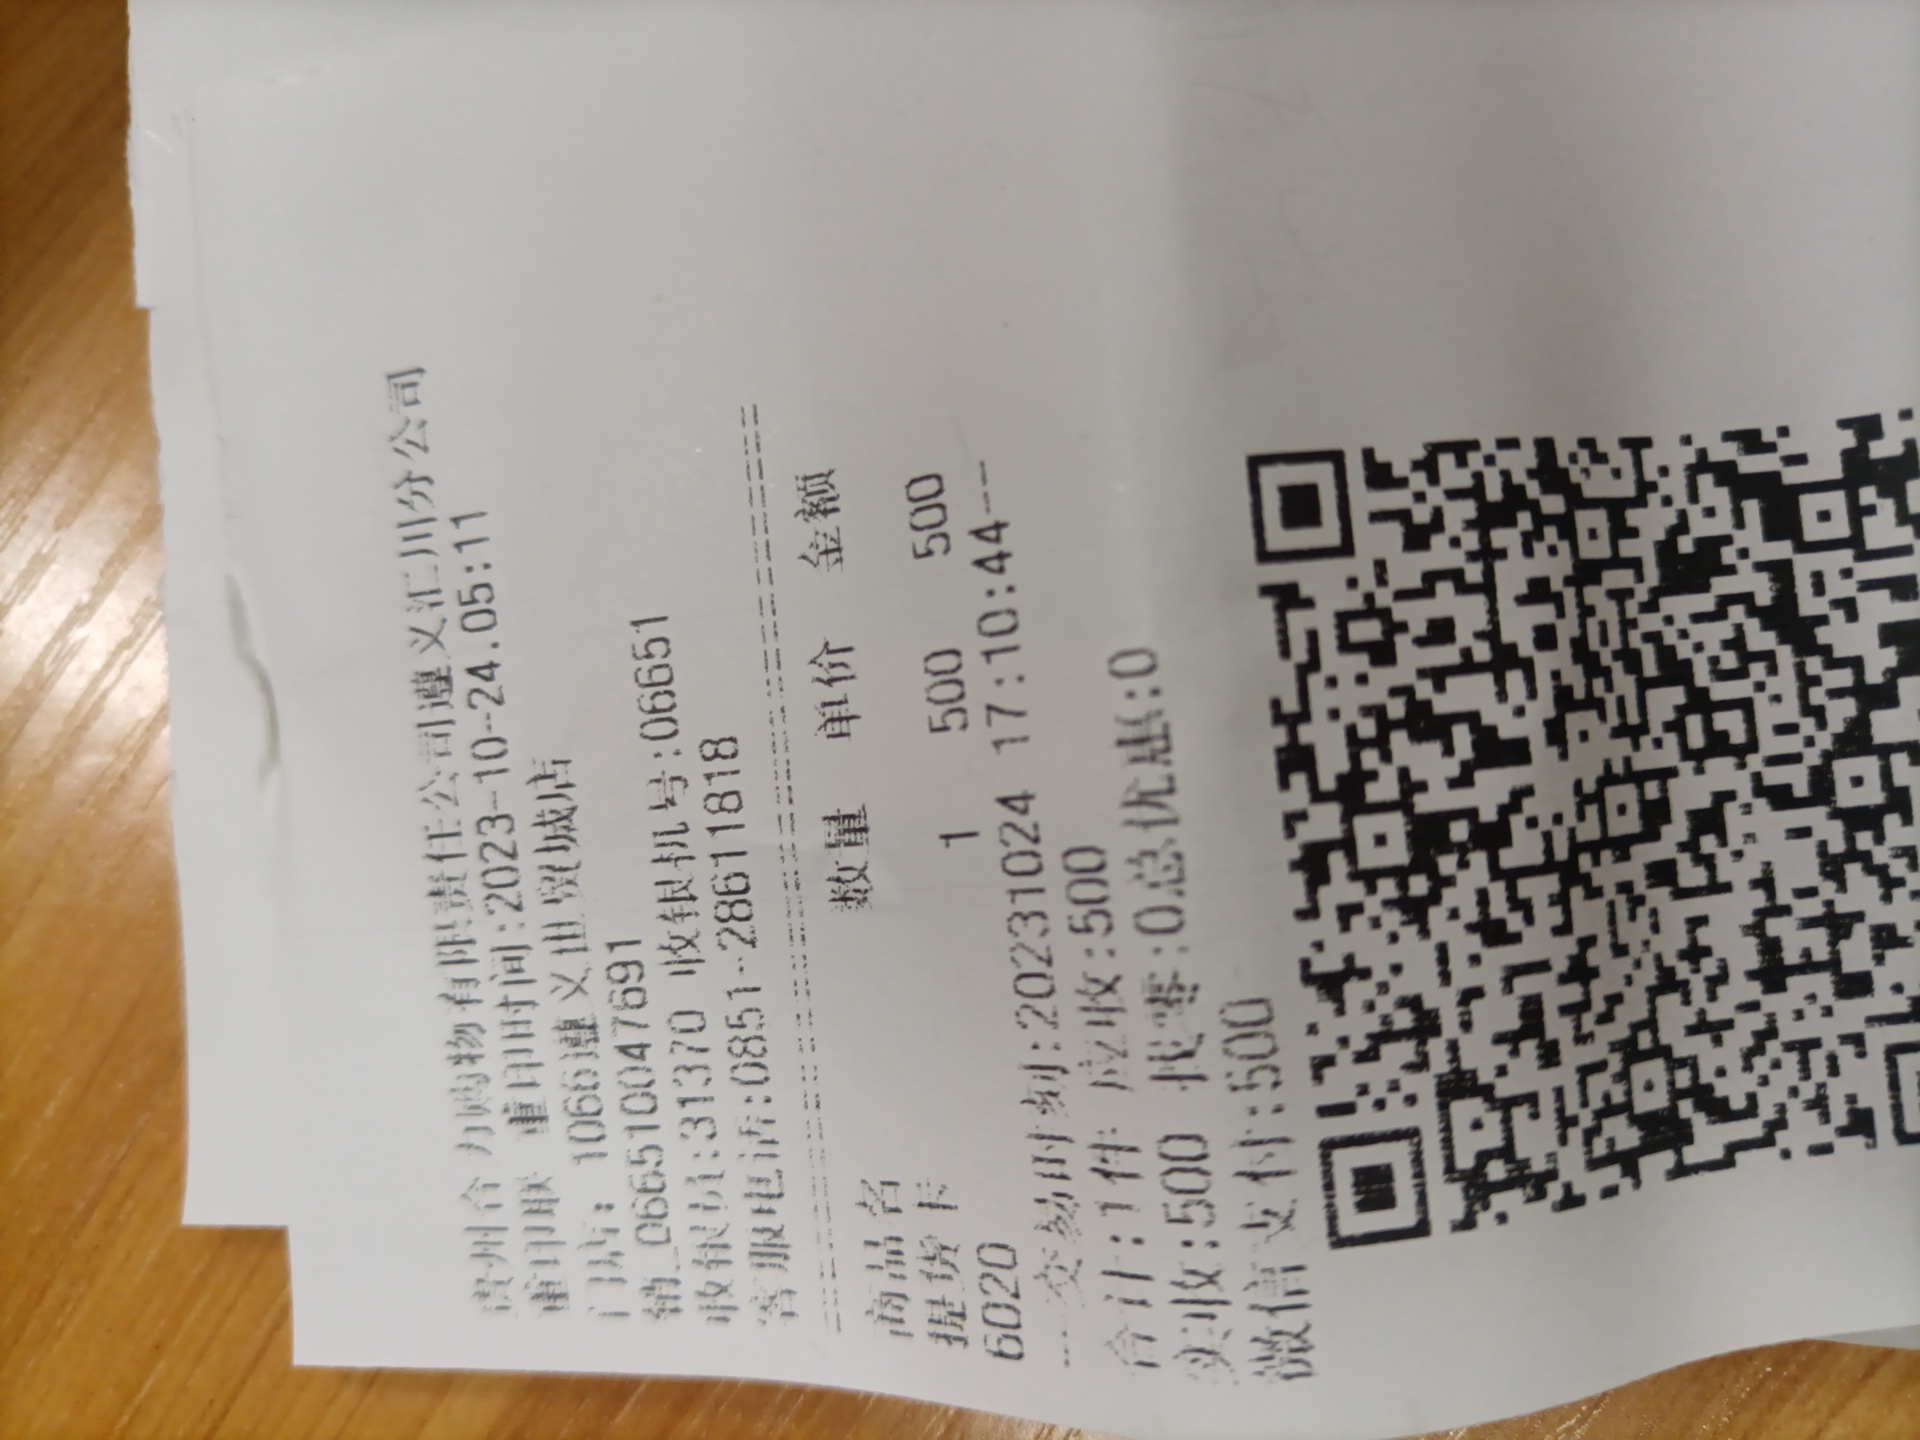 贵州合力购物有限责任公司遵义汇川分公司
重印联 重印时间:2023-10-24.05:11
门店: 1066遵义世贸城店
销_066510047691
收银员:31370 收银机号:06651
客服电话:0851-28611818
商品名 数量 单价 金额
提货卡
6020 1 500 500
---交易时间:20231024 17:10:44---
合计:1件 应收:500
实收:500 找零:0总优惠:0
微信支付:500